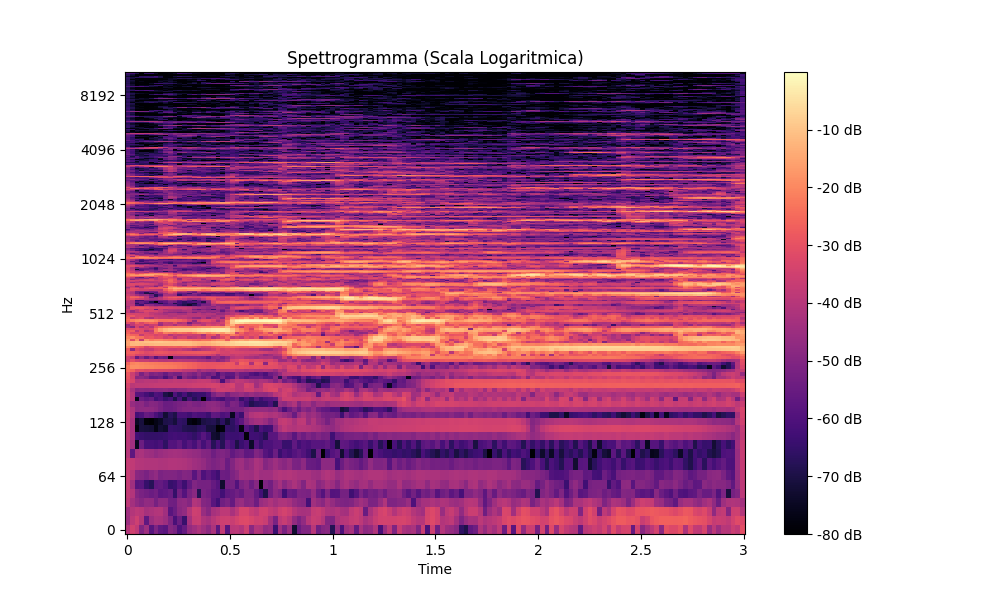 Spettrogramma (Scala Logaritmica)
8192
4096
2048
1024
512
256
128
64
0
Hz
0
0.5
1
1.5
2
2.5
3
Time
-10 dB
-20 dB
-30 dB
-40 dB
-50 dB
-60 dB
-70 dB
-80 dB